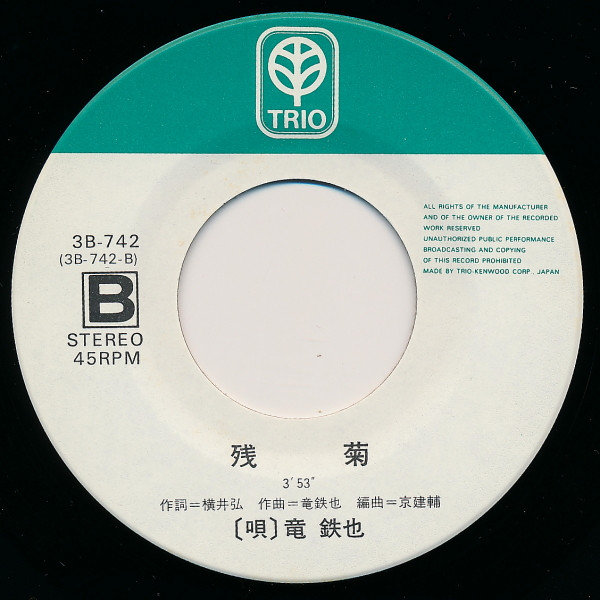 TRIO
ALL RIGHTS OF THE MANUFACTURER
AND OF THE OWNER OF THE RECORDED
WORK RESERVED
UNAUTHORIZED PUBLIC PERFORMANCE
BROADCASTING AND COPYING
OF THIS RECORD PROHIBITED
MADE BY TRIO-KENWOOD CORP., JAPAN
3B-742
(3B-742-B)
B
STEREO
45RPM
残 菊
3′53″
作詞=横井弘 作曲=竜鉄也 編曲=京建輔
〔唄〕竜 鉄也